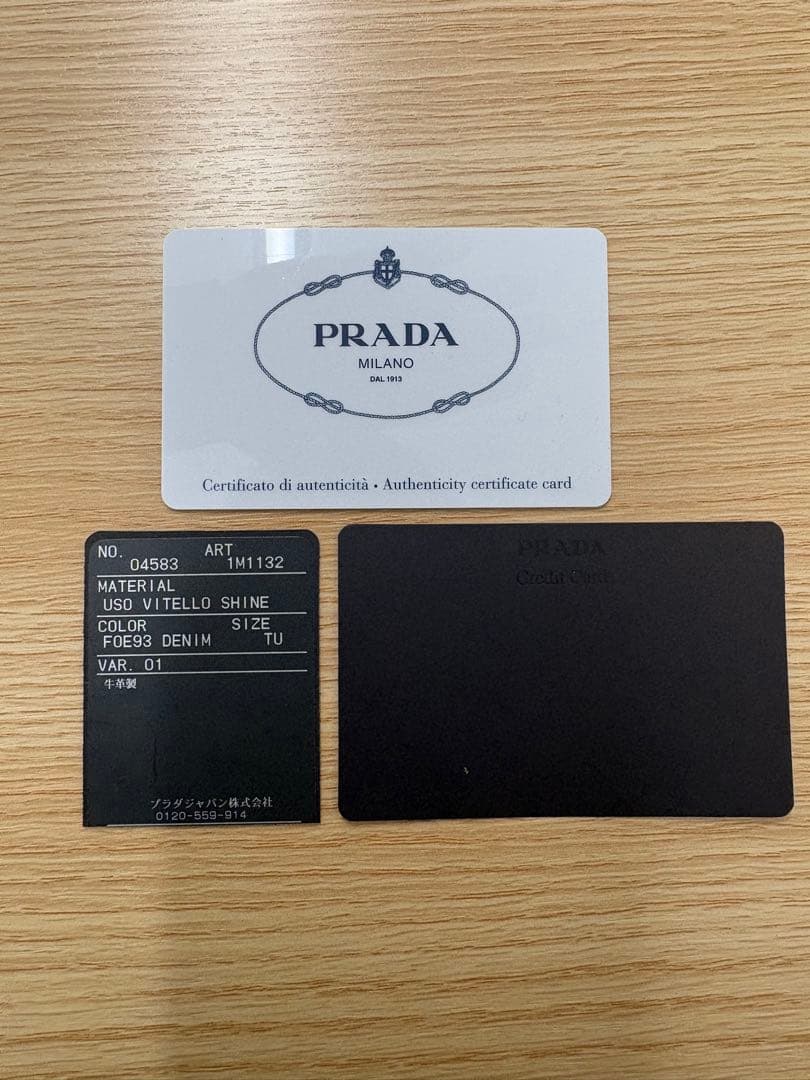 PRADA
MILANO
DAL 1913
Certificato di autenticità • Authenticity certificate card
NO. ART
04583 1M1132
MATERIAL
USO VITELLO SHINE
COLOR SIZE
F0E93 DENIM TU
VAR. 01
牛革製
プラダジャパン株式会社
0120-559-914
PRADA
Credit Card